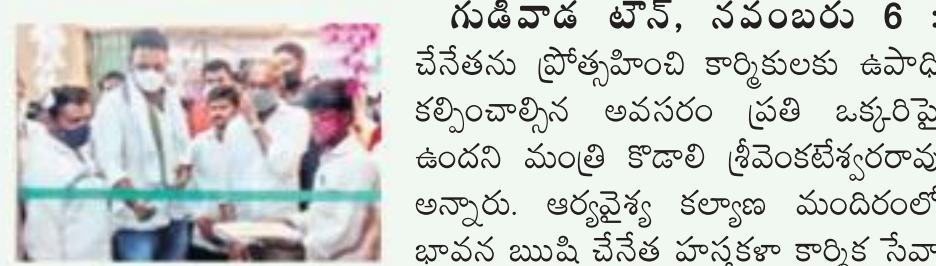 గుడివాడ టౌన్, నవంబరు 6 :
చేనేతను ప్రోత్సహించి కార్మికులకు ఉపాధి
కల్పించాల్సిన అవసరం ప్రతి ఒక్కరిపై
ఉందని మంత్రి కొడాలి శ్రీవెంకటేశ్వరరావు
అన్నారు. ఆర్యవైశ్య కల్యాణ మందిరంలో
భావన ఋషి చేనేత హస్తకళా కార్మిక సేవా